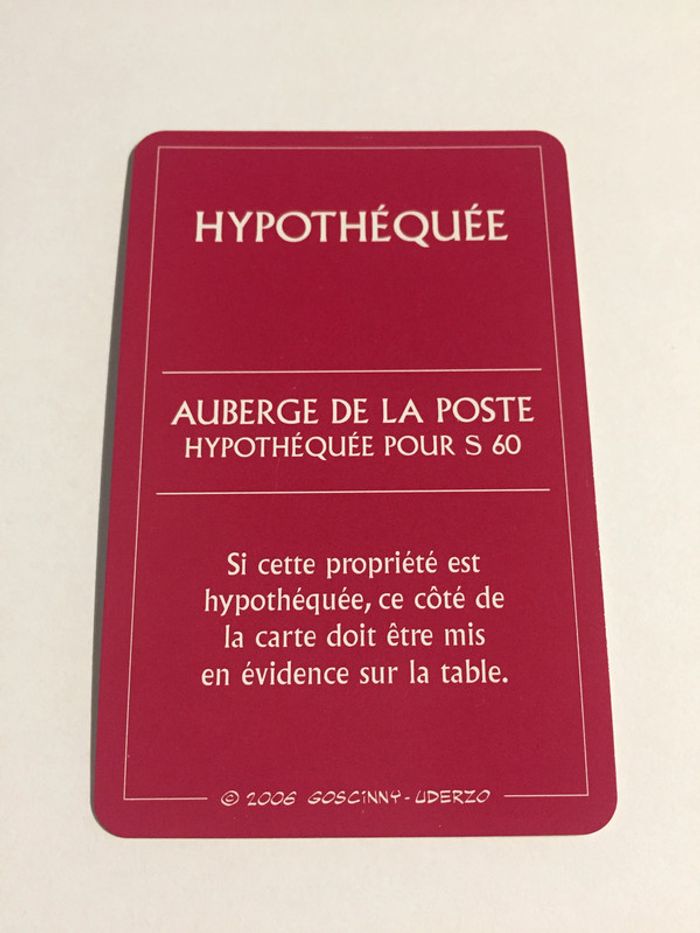 HYPOTHÉQUÉE
AUBERGE DE LA POSTE
HYPOTHÉQUÉE POUR S 60
Si cette propriété est
hypothéquée, ce côté de
la carte doit être mis
en évidence sur la table.
© 2006 GOSCINNY - UDERZO